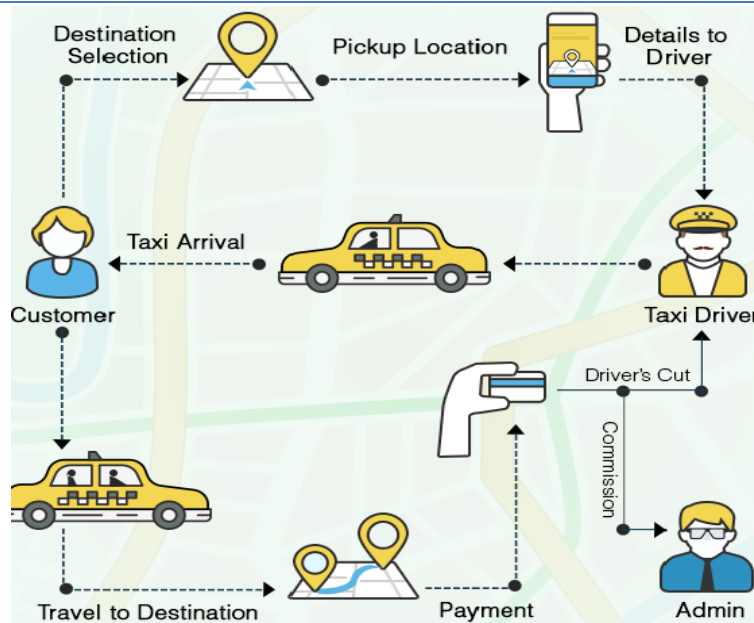 Destination
Selection
Pickup Location
Details to
Driver
Taxi Arrival
Customer
Taxi Driver
Driver's Cut
Commission
Travel to Destination
Payment
Admin